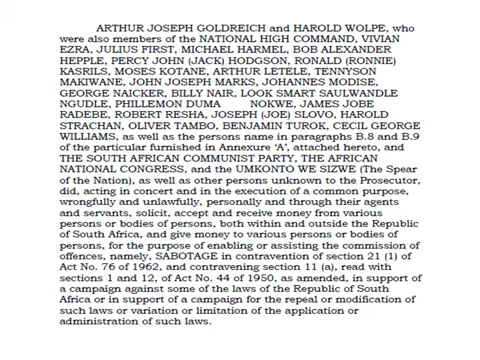 ARTHUR JOSEPH GOLDREICH and HAROLD WOLPE, who
were also members of the NATIONAL HIGH COMMAND, VIVIAN
EZRA, JULIUS FIRST, MICHAEL HARMEL, BOB ALEXANDER
HEPPLE, PERCY JOHN (JACK) HODGSON, RONALD (RONNIE)
KASRILS, MOSES KOTANE, ARTHUR LETELE, TENNYSON
MAKIWANE, JOHN JOSEPH MARKS, JOHANNES MODISE,
GEORGE NAICKER, BILLY NAIR, LOOK SMART SAULWANDLE
NGUDLE, PHILLEMON DUMA NOKWE, JAMES JOBE
RADEBE, ROBERT RESHA, JOSEPH (JOE) SLOVO, HAROLD
STRACHAN, OLIVER TAMBO, BENJAMIN TUROK, CECIL GEORGE
WILLIAMS, as well as the persons name in paragraphs B.8 and B.9
of the particular furnished in Annexure ‘A’, attached hereto, and
THE SOUTH AFRICAN COMMUNIST PARTY, THE AFRICAN
NATIONAL CONGRESS, and the UMKONTO WE SIZWE (The Spear
of the Nation), as well as other persons unknown to the Prosecutor,
did, acting in concert and in the execution of a common purpose,
wrongfully and unlawfully, personally and through their agents
and servants, solicit, accept and receive money from various
persons or bodies of persons, both within and outside the Republic
of South Africa, and give money to various persons or bodies of
persons, for the purpose of enabling or assisting the commission of
offences, namely, SABOTAGE in contravention of section 21 (1) of
Act No. 76 of 1962, and contravening section 11 (a), read with
sections 1 and 12, of Act No. 44 of 1950, as amended, in support of
a campaign against some of the laws of the Republic of South
Africa or in support of a campaign for the repeal or modification of
such laws or variation or limitation of the application or
administration of such laws.